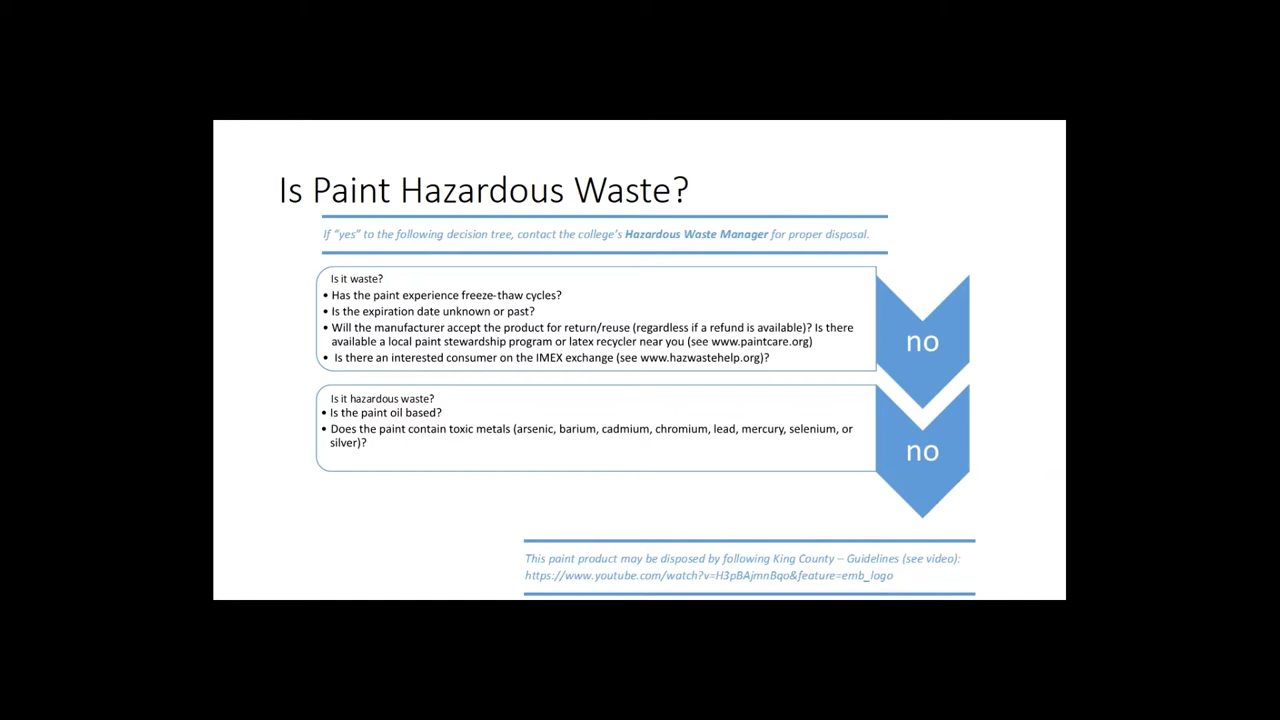 Is Paint Hazardous Waste?
If “yes” to the following decision tree, contact the college’s Hazardous Waste Manager for proper disposal.
Is it waste?
• Has the paint experience freeze-thaw cycles?
• Is the expiration date unknown or past?
• Will the manufacturer accept the product for return/reuse (regardless if a refund is available)? Is there
available a local paint stewardship program or latex recycler near you (see www.paintcare.org)
• Is there an interested consumer on the IMEX exchange (see www.hazwastehelp.org)?
no
Is it hazardous waste?
• Is the paint oil based?
• Does the paint contain toxic metals (arsenic, barium, cadmium, chromium, lead, mercury, selenium, or
silver)?
no
This paint product may be disposed by following King County – Guidelines (see video):
https://www.youtube.com/watch?v=H3pBAjmnBqo&feature=emb_logo